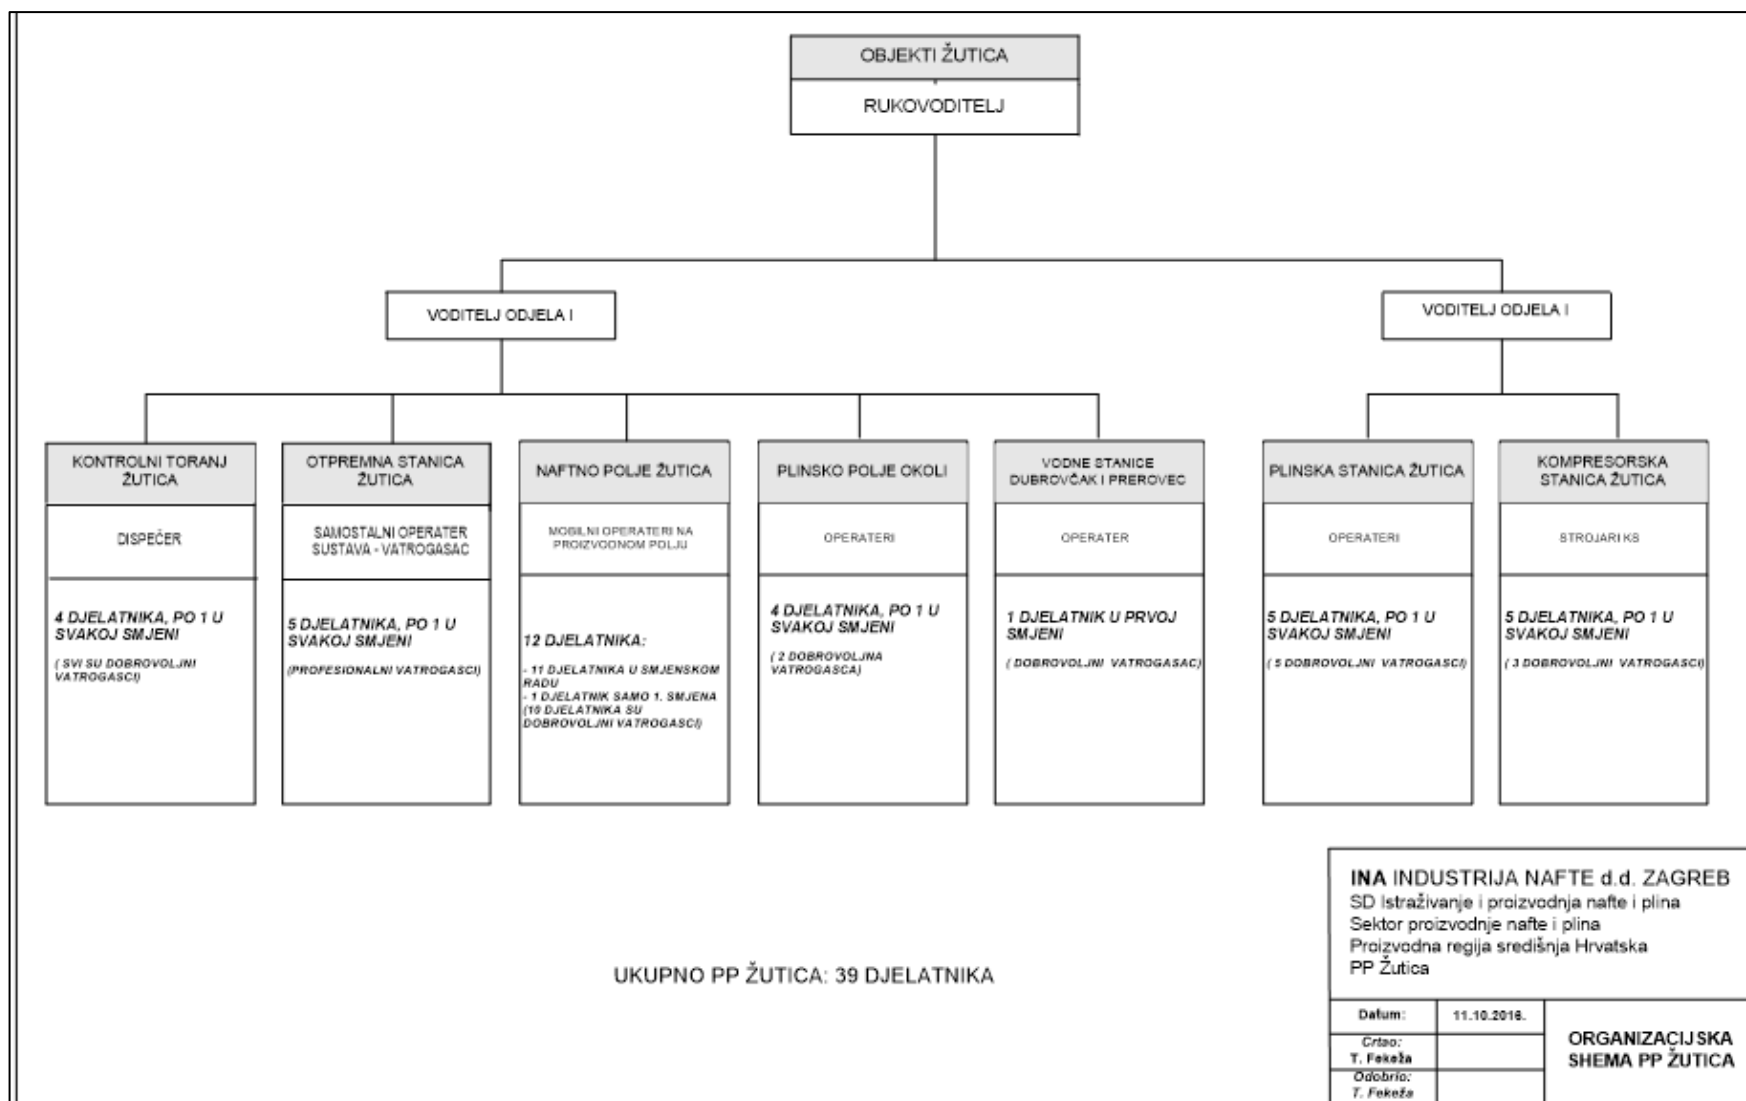 OBJEKTI ŽUTICA
RUKOVODITELJ
VODITELJ ODJELA I
VODITELJ ODJELA I
KONTROLNI TORANJ
ŽUTICA
DISPEČER
4 DJELATNIKA, PO 1 U
SVAKOJ SMJENI
( SVI SU DOBROVOLJNI
VATROGASCI)
OTPREMNA STANICA
ŽUTICA
SAMOSTALNI OPERATER
SUSTAVA - VATROGASAC
5 DJELATNIKA, PO 1 U
SVAKOJ SMJENI
(PROFESIONALNI VATROGASCI)
NAFTNO POLJE ŽUTICA
MOBILNI OPERATERI NA
PROIZVODNOM POLJU
12 DJELATNIKA:
- 11 DJELATNIKA U SMJENSKOM
RADU
- 1 DJELATNIK SAMO 1. SMJENA
(10 DJELATNIKA SU
DOBROVOLJNI VATROGASCI)
PLINSKO POLJE OKOLI
OPERATERI
4 DJELATNIKA, PO 1 U
SVAKOJ SMJENI
( 2 DOBROVOLJNA
VATROGASCA)
VODNE STANICE
DUBROVČAK I PREROVEC
OPERATER
1 DJELATNIK U PRVOJ
SMJENI
( DOBROVOLJNI VATROGASAC)
PLINSKA STANICA ŽUTICA
OPERATERI
5 DJELATNIKA, PO 1 U
SVAKOJ SMJENI
( 5 DOBROVOLJNI VATROGASCI)
KOMPRESORSKA
STANICA ŽUTICA
STROJARI KS
5 DJELATNIKA, PO 1 U
SVAKOJ SMJENI
( 3 DOBROVOLJNI VATROGASCI)
UKUPNO PP ŽUTICA: 39 DJELATNIKA
INA INDUSTRIJA NAFTE d.d. ZAGREB
SD Istraživanje i proizvodnja nafte i plina
Sektor proizvodnje nafte i plina
Proizvodna regija središnja Hrvatska
PP Žutica
Datum: 11.10.2016.
Crtao:
T. Fekeža
Odobrio:
T. Fekeža
ORGANIZACIJSKA
SHEMA PP ŽUTICA